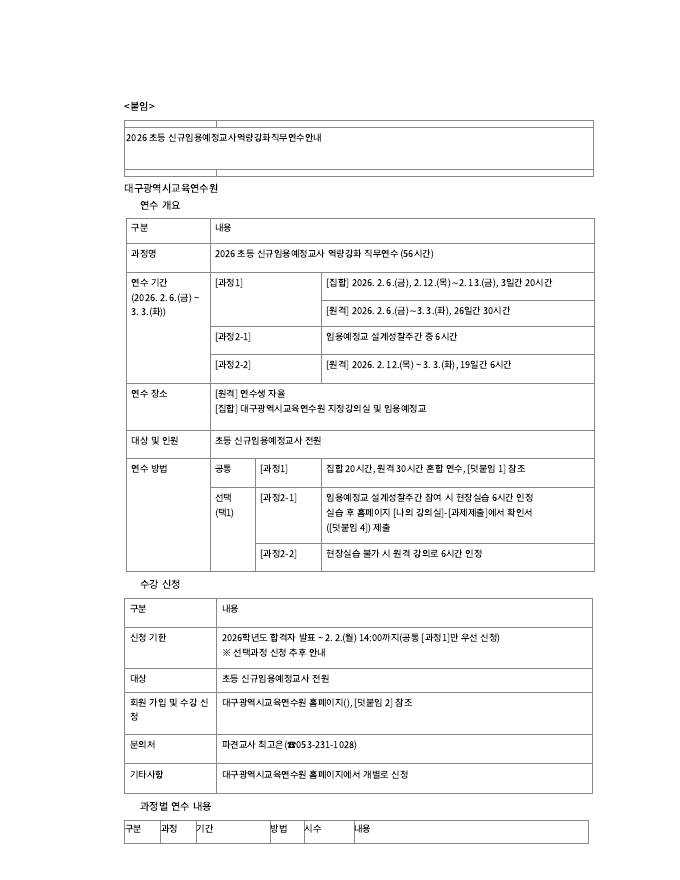 <붙임>
2026 초등 신규임용예정교사 역량강화 직무연수 안내
대구광역시교육연수원
연수 개요
구분 내용
과정명 2026 초등 신규임용예정교사 역량강화 직무연수 (56시간)
연수 기간 [과정1] [집합] 2026. 2. 6.(금), 2. 12.(목)~2. 13.(금), 3일간 20시간
(2026. 2. 6.(금) ~
3. 3.(화))
[원격] 2026. 2. 6.(금)~3. 3.(화), 26일간 30시간
[과정2-1] 임용예정교 설계성찰주간 중 6시간
[과정2-2] [원격] 2026. 2. 12.(목) ~ 3. 3.(화), 19일간 6시간
연수 장소 [원격] 연수생 자율
[집합] 대구광역시교육연수원 지정강의실 및 임용예정교
대상 및 인원 초등 신규임용예정교사 전원
연수 방법 공통 [과정1] 집합 20시간, 원격 30시간 혼합 연수, [덧붙임 1] 참조
선택 [과정2-1] 임용예정교 설계성찰주간 참여 시 현장실습 6시간 인정
(택1) 실습 후 홈페이지 [나의 강의실]-[과제제출]에서 확인서
([덧붙임 4]) 제출
[과정2-2] 현장실습 불가 시 원격 강의로 6시간 인정
수강 신청
구분 내용
신청 기한 2026학년도 합격자 발표 ~ 2. 2.(월) 14:00까지(공통 [과정1]만 우선 신청)
※ 선택과정 신청 추후 안내
대상 초등 신규임용예정교사 전원
회원 가입 및 수강 신 대구광역시교육연수원 홈페이지(), [덧붙임 2] 참조
청
문의처 파견교사 최고은(☎053-231-1028)
기타사항 대구광역시교육연수원 홈페이지에서 개별로 신청
과정별 연수 내용
구분 과정 기간 방법 시수 내용